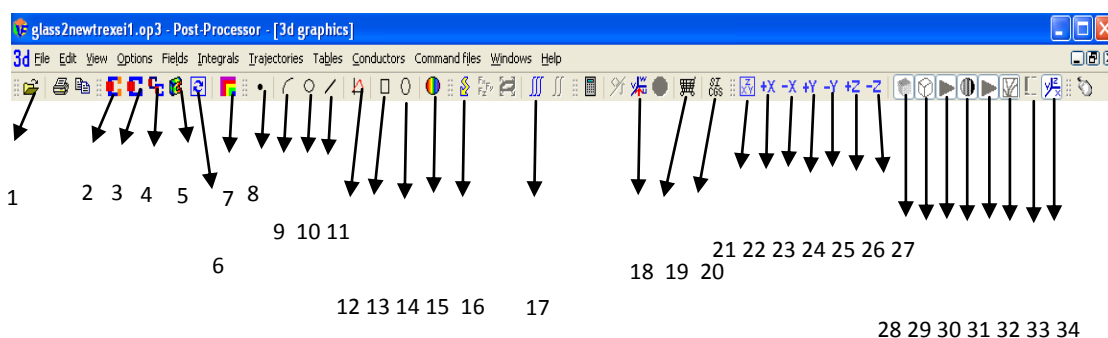 glass2newtrexei1.op3 - Post-Processor - [3d graphics]
3d File Edit View Options Fields Integrals Trajectories Tables Conductors Command files Windows Help
+X -X +Y -Y +Z -Z
1 2 3 4 5 7 8
9 10 11
6
21 22 23 24 25 26 27
18 19 20
12 13 14 15 16 17
28 29 30 31 32 33 34